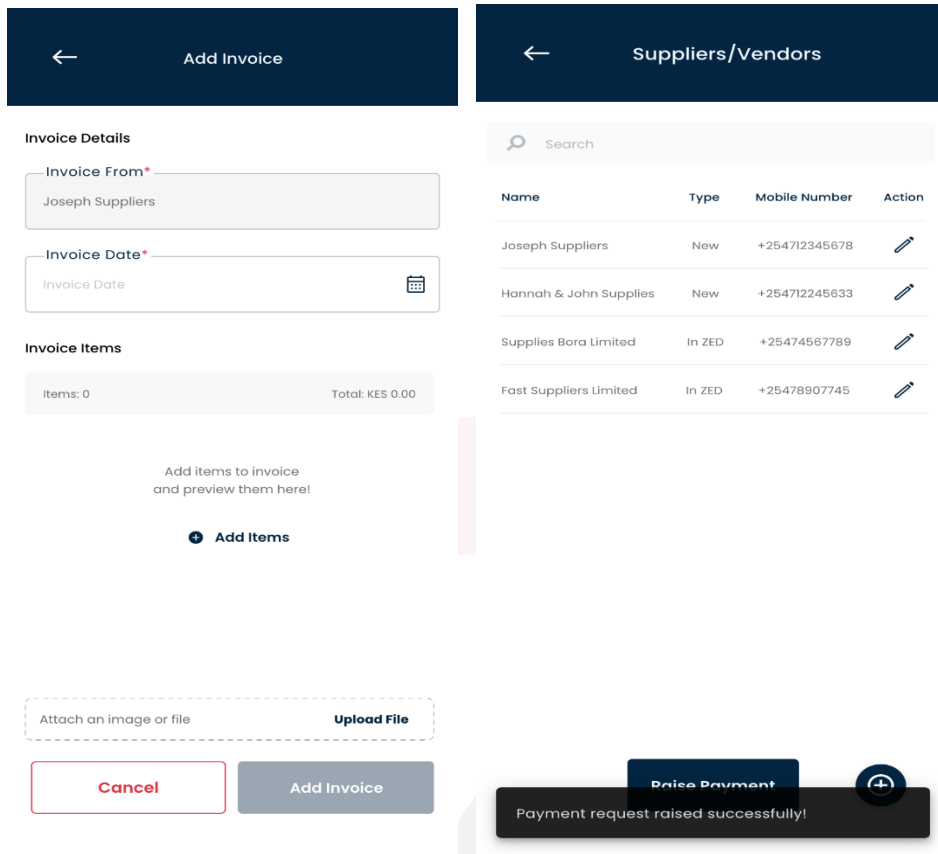 Add Invoice
Invoice Details
Invoice From*
Joseph Suppliers
Invoice Date*
Invoice Date
Invoice Items
Items: 0 Total: KES 0.00
Add items to invoice
and preview them here!
Add Items
Attach an image or file Upload File
Cancel Add Invoice
Suppliers/Vendors
Search
Name Type Mobile Number Action
Joseph Suppliers New +254712345678
Hannah & John Supplies New +254712245633
Supplies Bora Limited In ZED +25474567789
Fast Suppliers Limited In ZED +25478907745
Raise Payment
Payment request raised successfully!